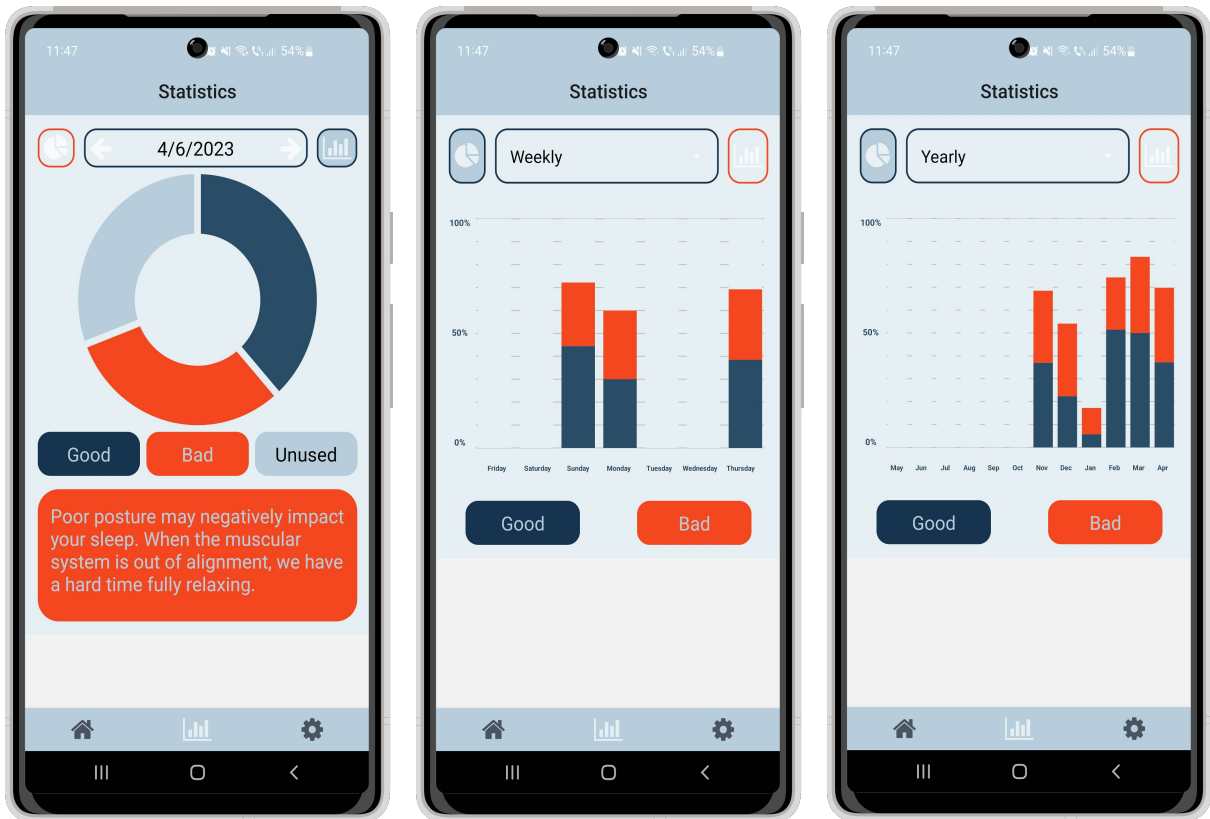 11:47
54%
Statistics
4/6/2023
Good
Bad
Unused
Poor posture may negatively impact
your sleep. When the muscular
system is out of alignment, we have
a hard time fully relaxing.
11:47
54%
Statistics
Weekly
100%
50%
0%
Friday Saturday Sunday Monday Tuesday Wednesday Thursday
Good
Bad
11:47
54%
Statistics
Yearly
100%
50%
0%
May Jun Jul Aug Sep Oct Nov Dec Jan Feb Mar Apr
Good
Bad